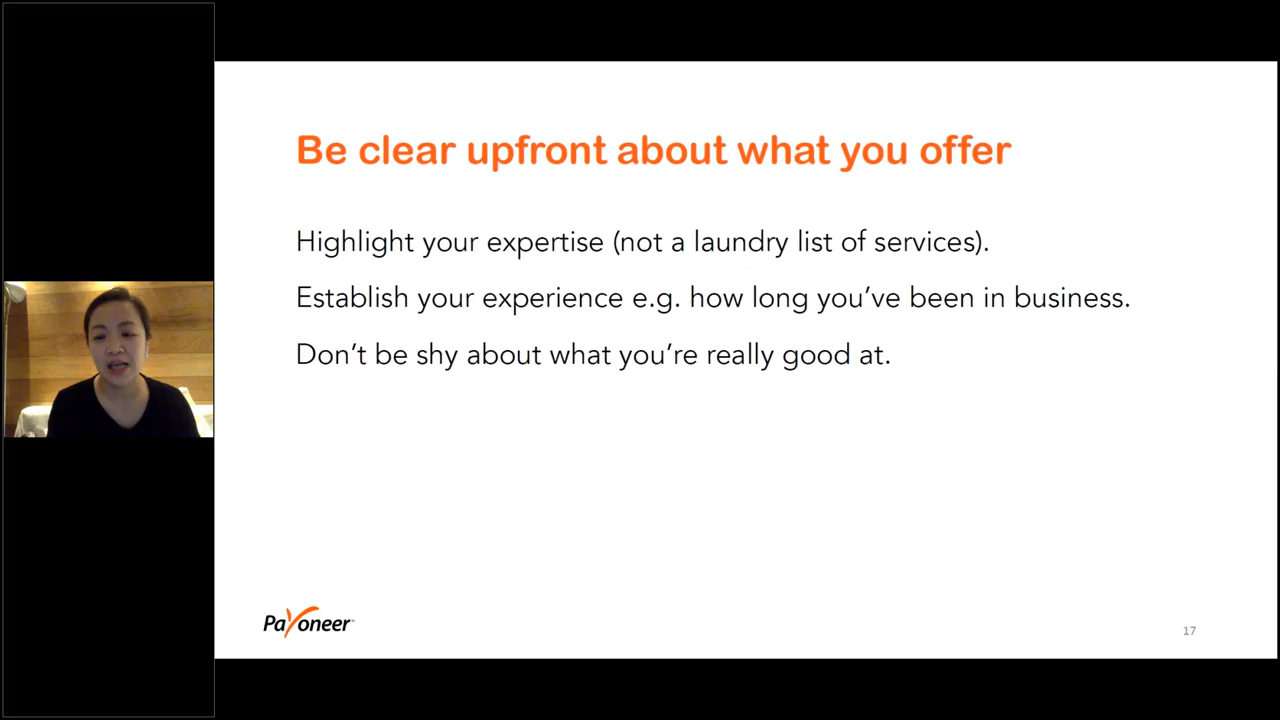 Be clear upfront about what you offer
Highlight your expertise (not a laundry list of services).
Establish your experience e.g. how long you’ve been in business.
Don’t be shy about what you’re really good at.
Payoneer™
17